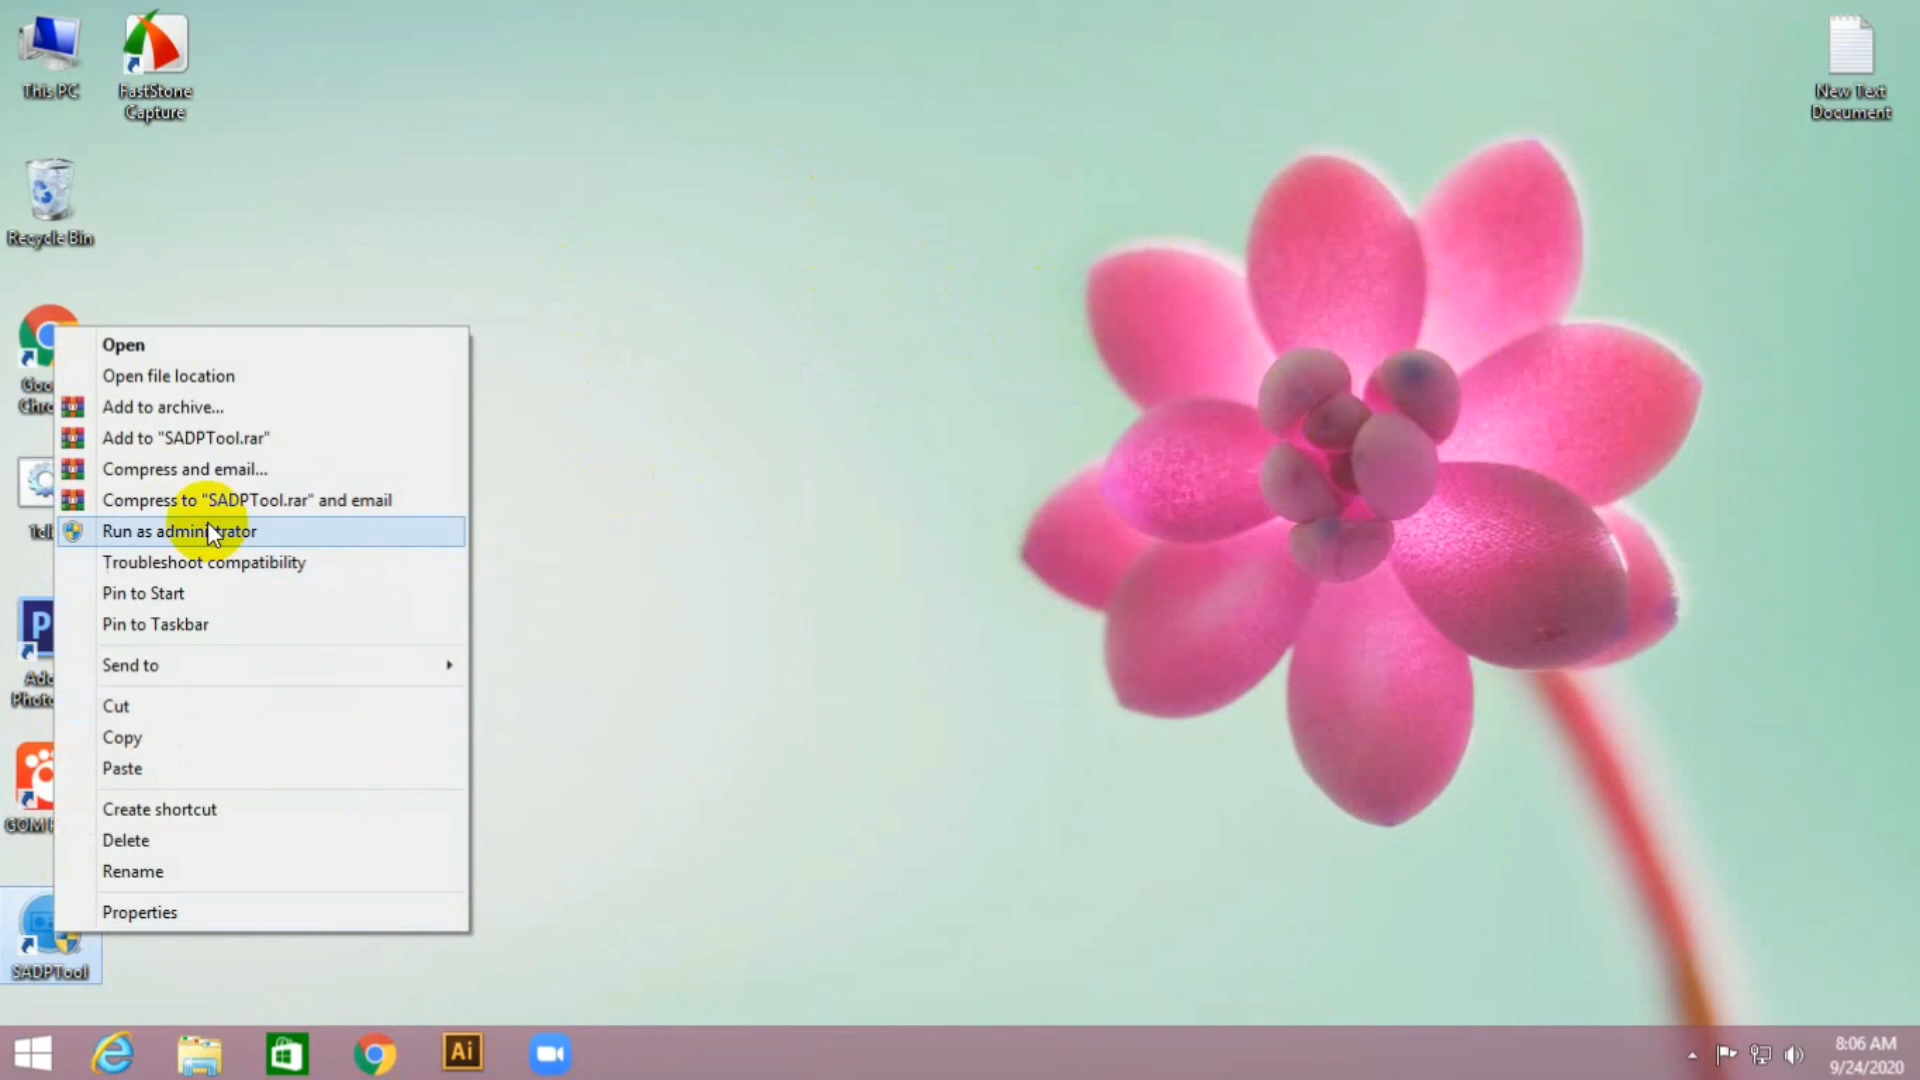 This PC
FastStone
Capture
New Text
Document
Recycle Bin
Open
Open file location
Add to archive...
Add to "SADPTool.rar"
Compress and email...
Compress to "SADPTool.rar" and email
Run as administrator
Troubleshoot compatibility
Pin to Start
Pin to Taskbar
Send to
Cut
Copy
Paste
Create shortcut
Delete
Rename
Properties
Goo
Chro
1cli
Ado
Photo
GOM
SADPTool
Ai
8:06 AM
9/24/2020